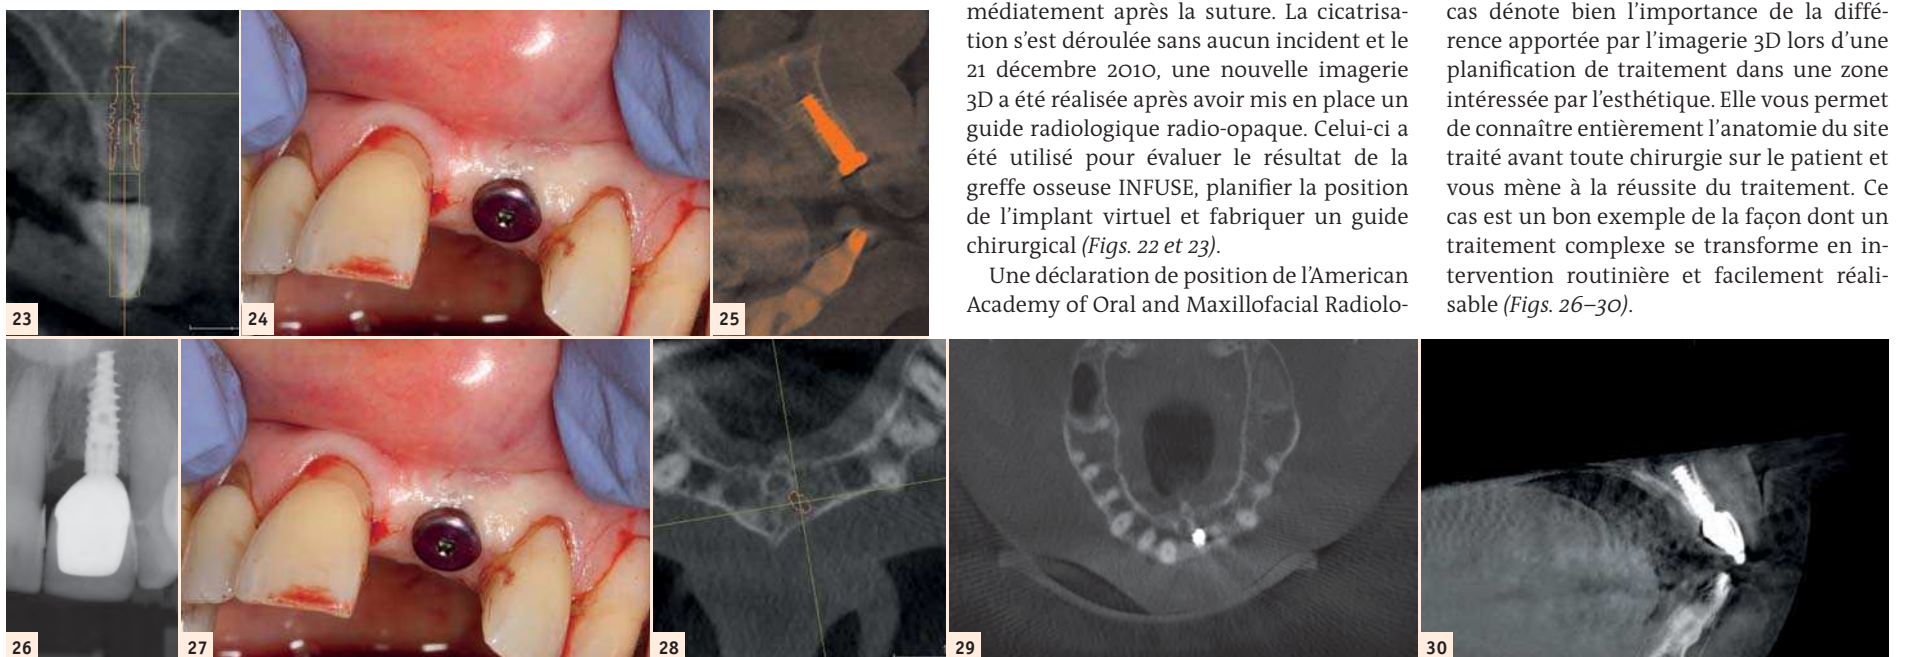 médiatement après la suture. La cicatrisa-
tion s’est déroulée sans aucun incident et le
21 décembre 2010, une nouvelle imagerie
3D a été réalisée après avoir mis en place un
guide radiologique radio-opaque. Celui-ci a
été utilisé pour évaluer le résultat de la
greffe osseuse INFUSE, planifier la position
de l’implant virtuel et fabriquer un guide
chirurgical (Figs. 22 et 23).
Une déclaration de position de l’American
Academy of Oral and Maxillofacial Radiolo-
cas dénote bien l’importance de la diffé-
rence apportée par l’imagerie 3D lors d’une
planification de traitement dans une zone
intéressée par l’esthétique. Elle vous permet
de connaître entièrement l’anatomie du site
traité avant toute chirurgie sur le patient et
vous mène à la réussite du traitement. Ce
cas est un bon exemple de la façon dont un
traitement complexe se transforme en in-
tervention routinière et facilement réali-
sable (Figs. 26–30).
23
24
25
26
27
28
29
30